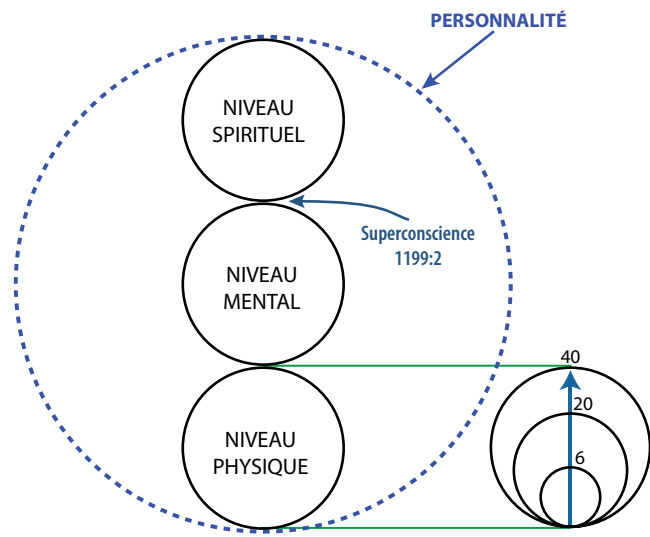 PERSONNALITÉ
NIVEAU
SPIRITUEL
Superconscience
1199:2
NIVEAU
MENTAL
40
20
6
NIVEAU
PHYSIQUE